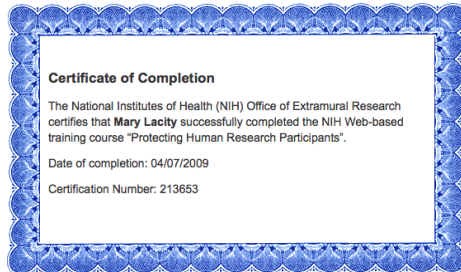 Certificate of Completion
The National Institutes of Health (NIH) Office of Extramural Research
certifies that Mary Lacity successfully completed the NIH Web-based
training course “Protecting Human Research Participants”.
Date of completion: 04/07/2009
Certification Number: 213653